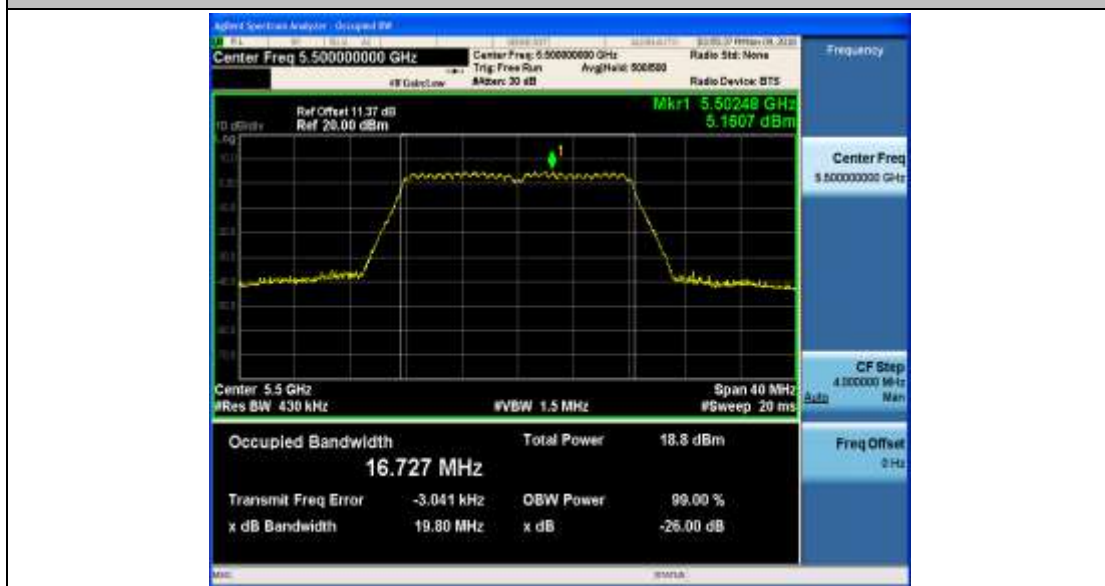 Agilent Spectrum Analyzer - Occupied BW
Center Freq 5.500000000 GHz
Center Freq: 5.500000000 GHz
Trig: Free Run
Avg|Hold: 500/500
#IFGain:Low
#Atten: 30 dB
Radio Std: None
Radio Device: BTS
Frequency
Ref Offset 11.37 dB
10 dB/div
Ref 20.00 dBm
Log
Mkr1 5.50248 GHz
5.1607 dBm
1
Center Freq
5.500000000 GHz
Center 5.5 GHz
Span 40 MHz
#Res BW 430 kHz
#VBW 1.5 MHz
#Sweep 20 ms
CF Step
4.000000 MHz
Auto Man
Occupied Bandwidth
16.727 MHz
Total Power 18.8 dBm
Transmit Freq Error -3.041 kHz
OBW Power 99.00 %
x dB Bandwidth 19.80 MHz
x dB -26.00 dB
Freq Offset
0 Hz
MSG
STATUS